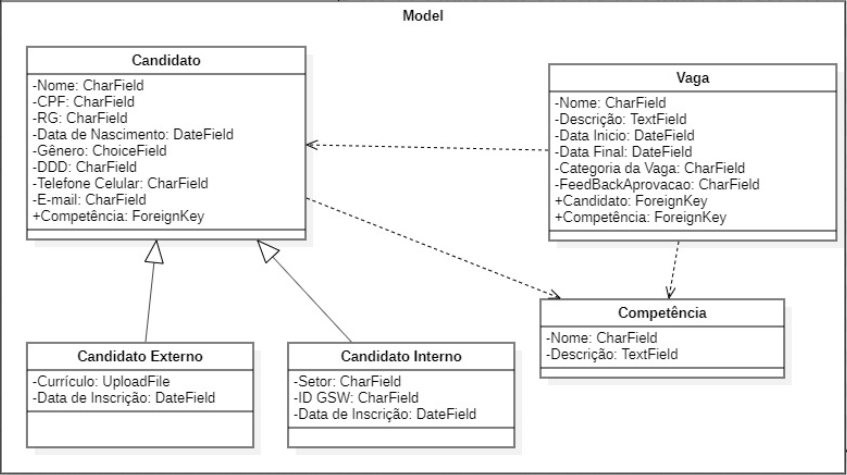 Model
Candidato
-Nome: CharField
-CPF: CharField
-RG: CharField
-Data de Nascimento: DateField
-Gênero: ChoiceField
-DDD: CharField
-Telefone Celular: CharField
-E-mail: CharField
+Competência: ForeignKey
Vaga
-Nome: CharField
-Descrição: TextField
-Data Inicio: DateField
-Data Final: DateField
-Categoria da Vaga: CharField
-FeedBackAprovacao: CharField
+Candidato: ForeignKey
+Competência: ForeignKey
Competência
-Nome: CharField
-Descrição: TextField
Candidato Externo
-Currículo: UploadFile
-Data de Inscrição: DateField
Candidato Interno
-Setor: CharField
-ID GSW: CharField
-Data de Inscrição: DateField